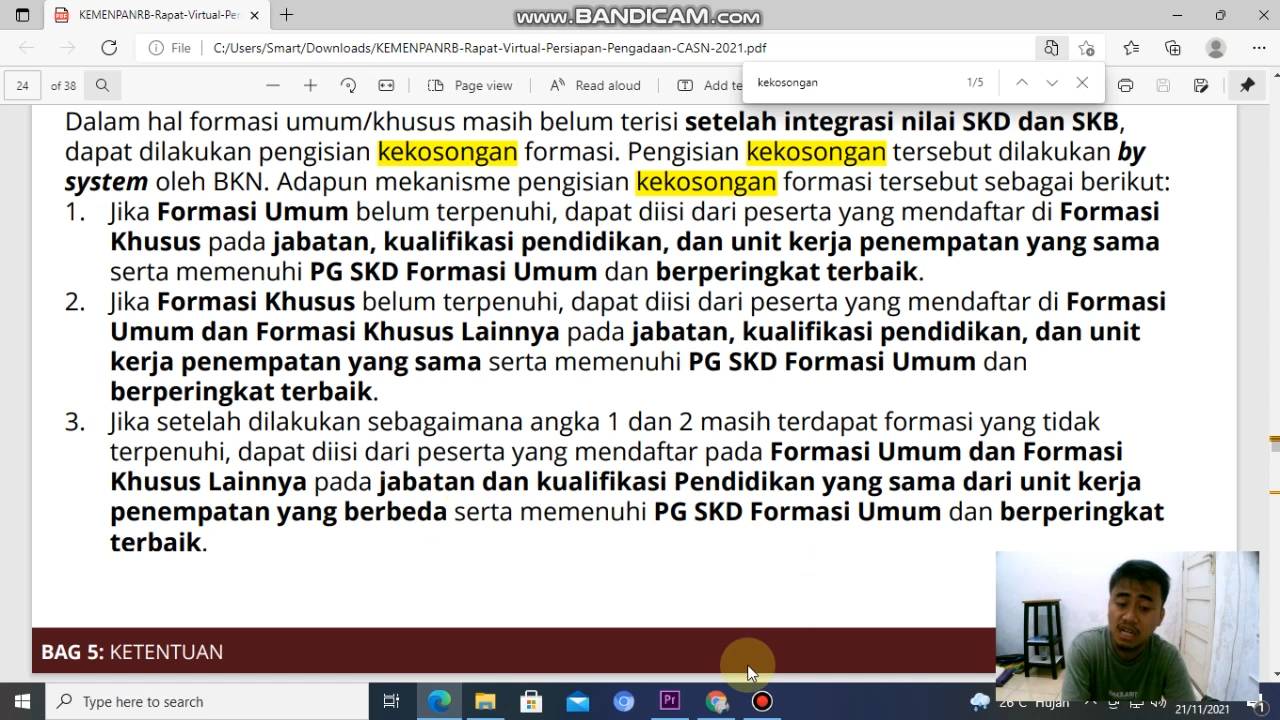 www.BANDICAM.com
KEMENPANRB-Rapat-Virtual-Per
File
C:/Users/Smart/Downloads/KEMENPANRB-Rapat-Virtual-Persiapan-Pengadaan-CASN-2021.pdf
24 of 38
Page view
Read aloud
Add te
kekosongan
1/5
Dalam hal formasi umum/khusus masih belum terisi setelah integrasi nilai SKD dan SKB,
dapat dilakukan pengisian kekosongan formasi. Pengisian kekosongan tersebut dilakukan by
system oleh BKN. Adapun mekanisme pengisian kekosongan formasi tersebut sebagai berikut:
1. Jika Formasi Umum belum terpenuhi, dapat diisi dari peserta yang mendaftar di Formasi
Khusus pada jabatan, kualifikasi pendidikan, dan unit kerja penempatan yang sama
serta memenuhi PG SKD Formasi Umum dan berperingkat terbaik.
2. Jika Formasi Khusus belum terpenuhi, dapat diisi dari peserta yang mendaftar di Formasi
Umum dan Formasi Khusus Lainnya pada jabatan, kualifikasi pendidikan, dan unit
kerja penempatan yang sama serta memenuhi PG SKD Formasi Umum dan
berperingkat terbaik.
3. Jika setelah dilakukan sebagaimana angka 1 dan 2 masih terdapat formasi yang tidak
terpenuhi, dapat diisi dari peserta yang mendaftar pada Formasi Umum dan Formasi
Khusus Lainnya pada jabatan dan kualifikasi Pendidikan yang sama dari unit kerja
penempatan yang berbeda serta memenuhi PG SKD Formasi Umum dan berperingkat
terbaik.
BAG 5: KETENTUAN
Type here to search
Pr
26°C Hujan
21/11/2021
1